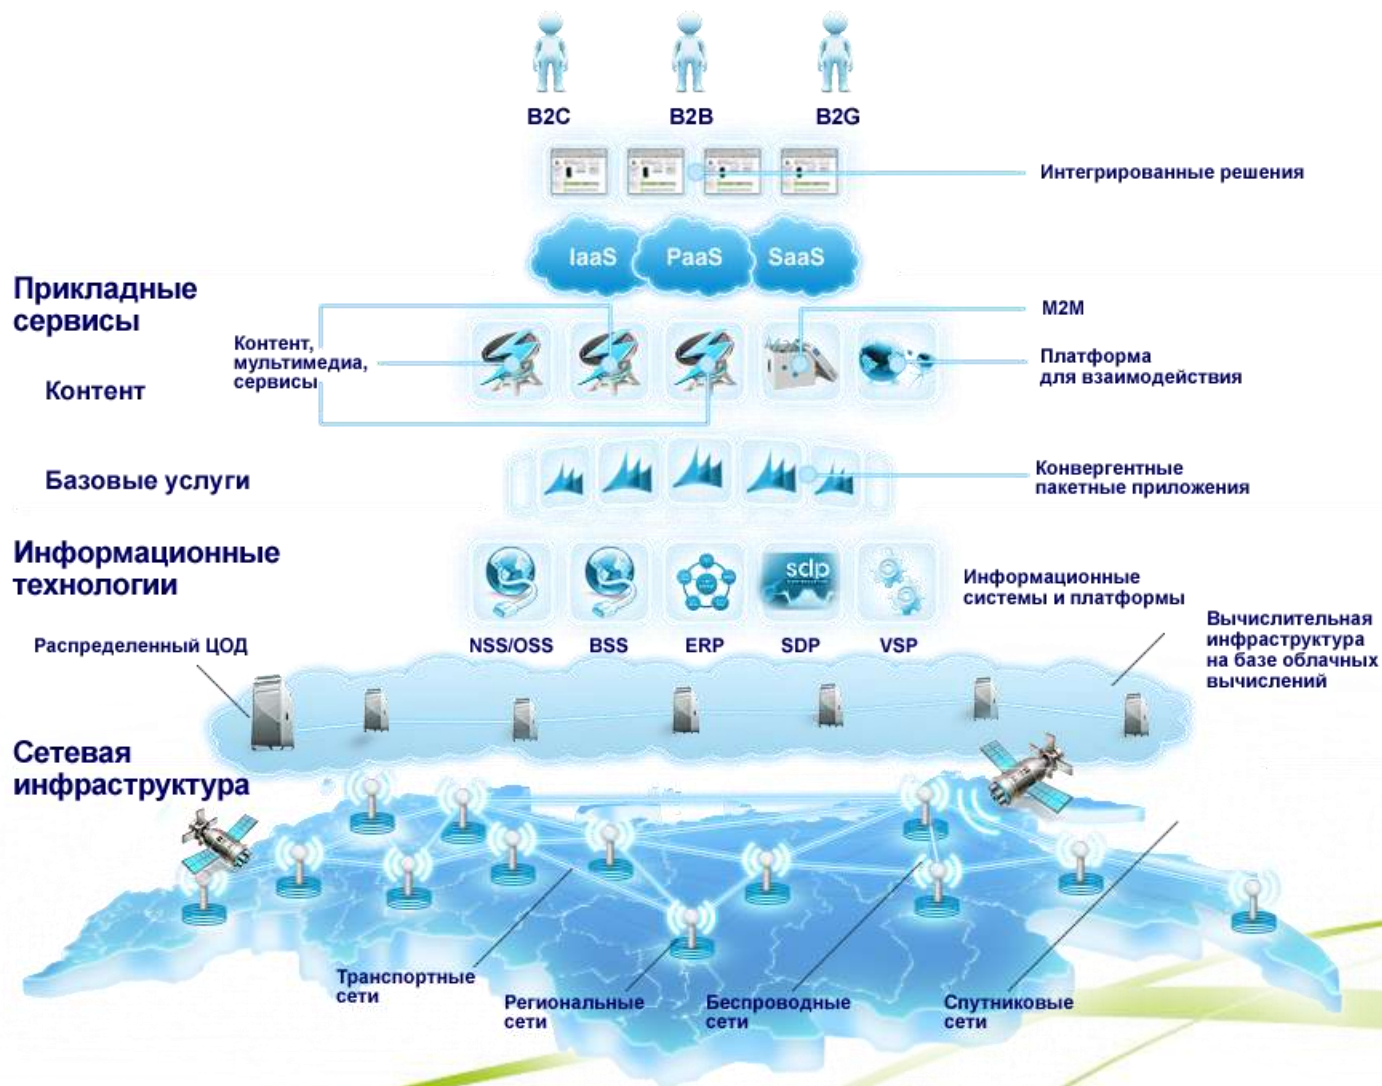 B2C
B2B
B2G
Интегрированные решения
IaaS
PaaS
SaaS
Прикладные
сервисы
M2M
Контент,
мультимедиа,
сервисы
Платформа
для взаимодействия
Контент
Базовые услуги
Конвергентные
пакетные приложения
Информационные
технологии
sdp
Информационные
системы и платформы
NSS/OSS
BSS
ERP
SDP
VSP
Распределенный ЦОД
Вычислительная
инфраструктура
на базе облачных
вычислений
Сетевая
инфраструктура
Транспортные
сети
Региональные
сети
Беспроводные
сети
Спутниковые
сети